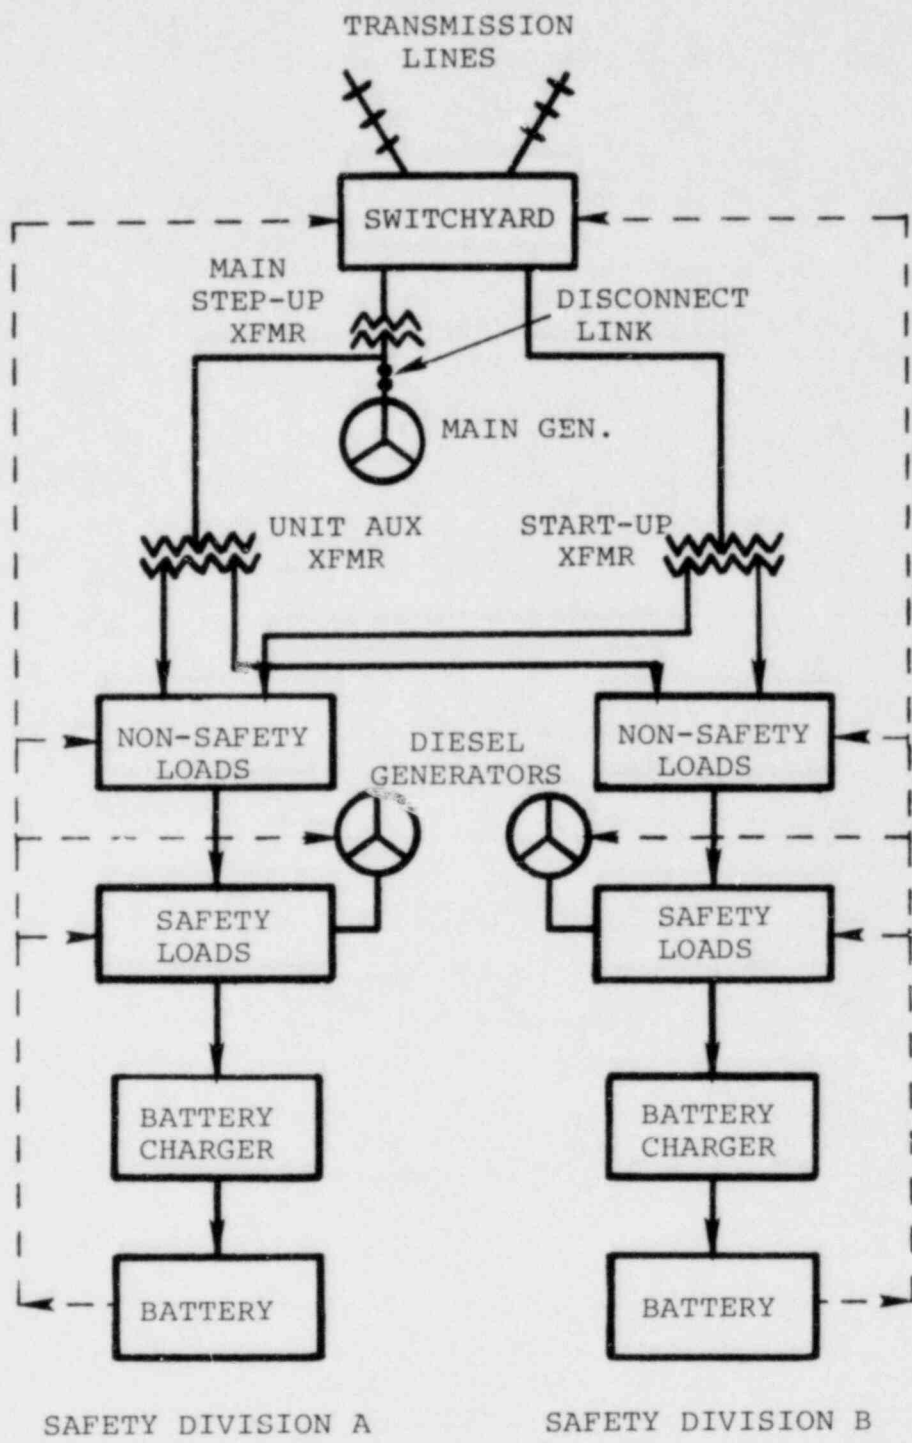 TRANSMISSION
LINES
SWITCHYARD
MAIN
STEP-UP
XFMR
DISCONNECT
LINK
MAIN GEN.
UNIT AUX
XFMR
START-UP
XFMR
NON-SAFETY
LOADS
DIESEL
GENERATORS
NON-SAFETY
LOADS
SAFETY
LOADS
SAFETY
LOADS
BATTERY
CHARGER
BATTERY
CHARGER
BATTERY
BATTERY
SAFETY DIVISION A
SAFETY DIVISION B